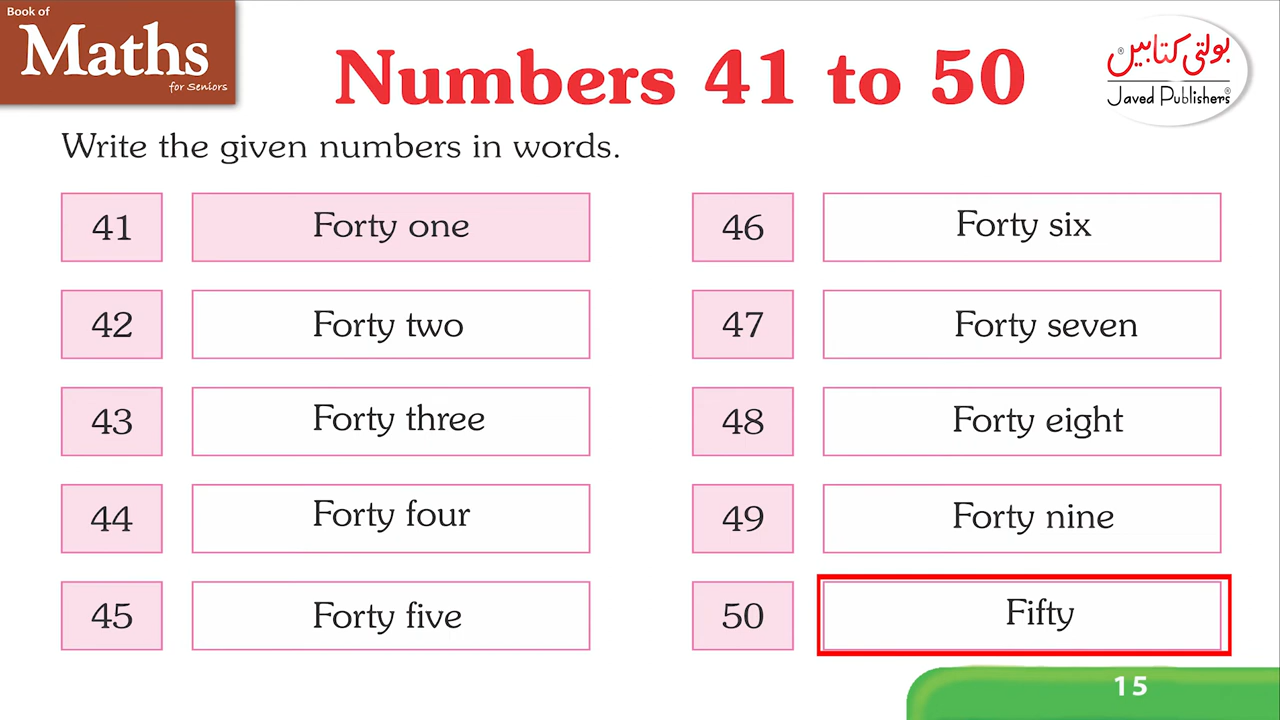 Book of
Maths
for Seniors
Numbers 41 to 50
بولتی کتابیں®
Javed Publishers®
Write the given numbers in words.
41 Forty one
42 Forty two
43 Forty three
44 Forty four
45 Forty five
46 Forty six
47 Forty seven
48 Forty eight
49 Forty nine
50 Fifty
15